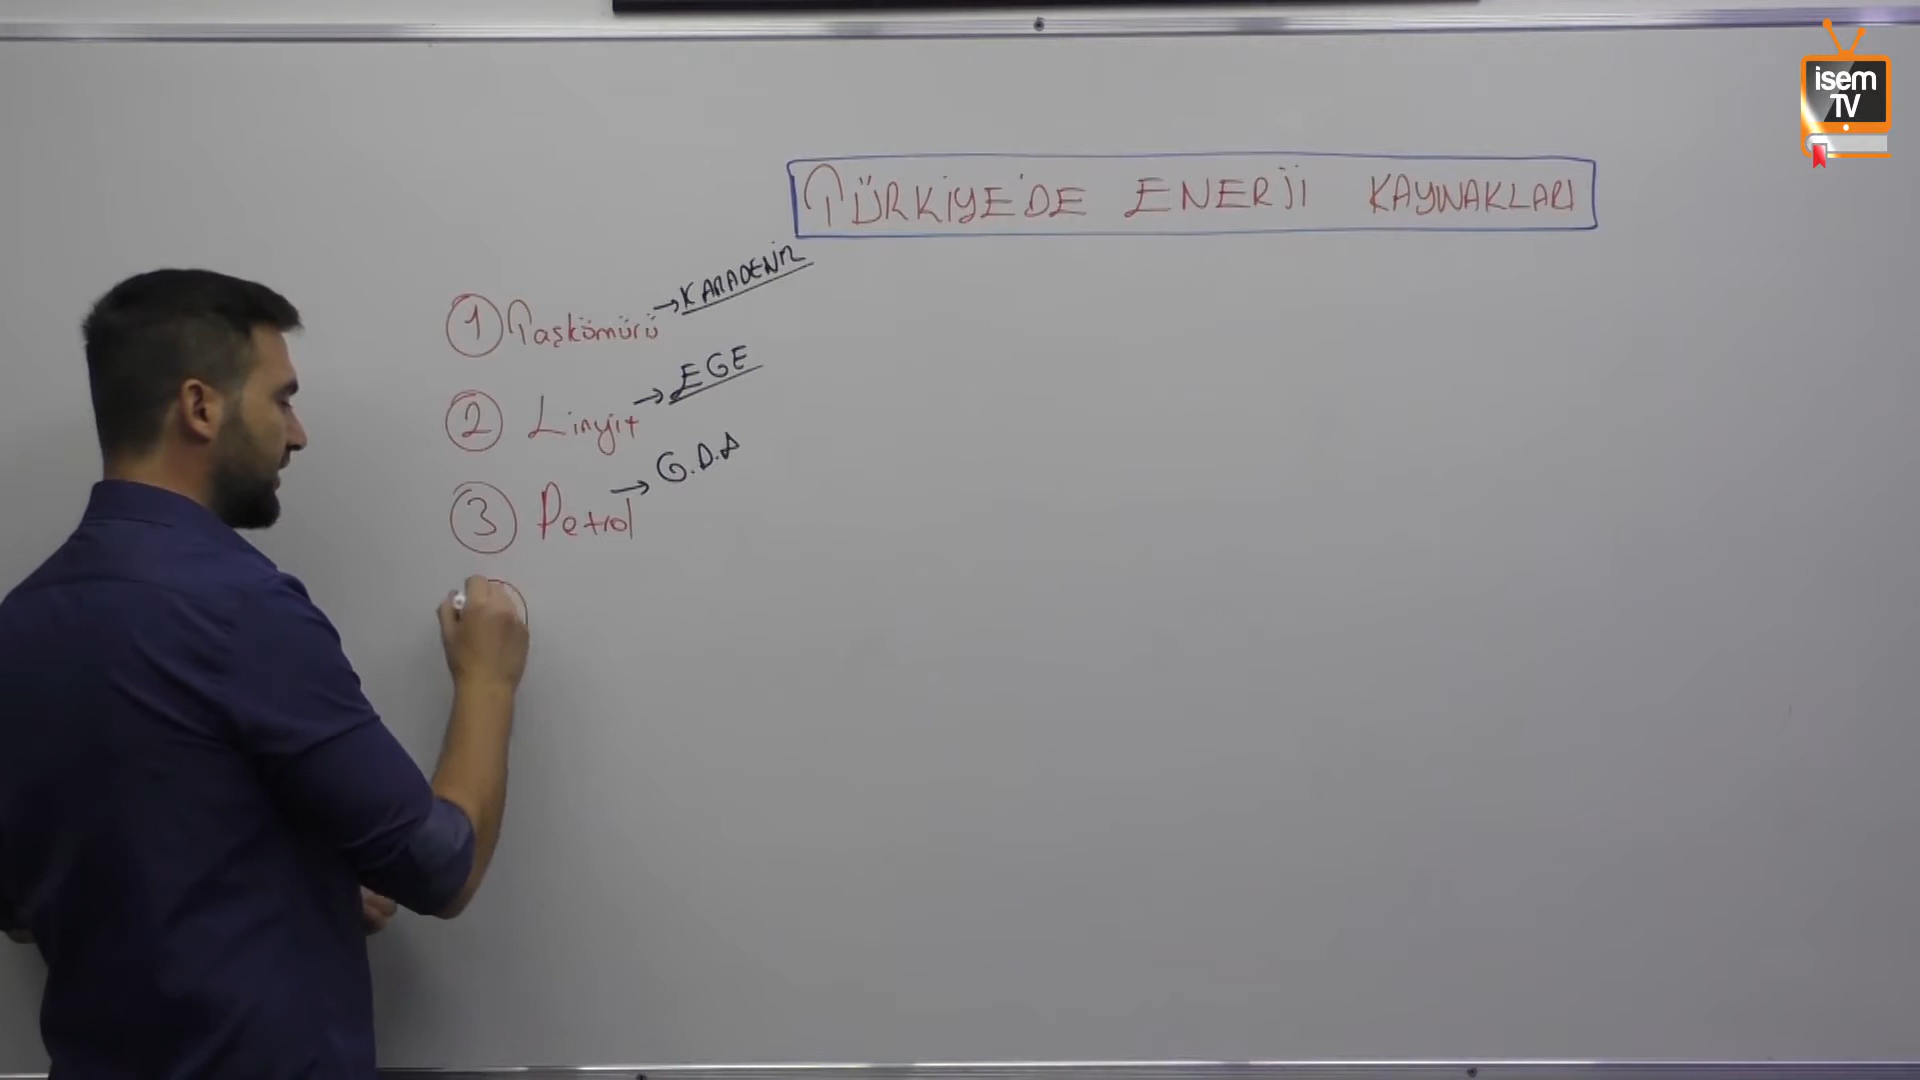 isem
TV
TÜRKİYE'DE ENERJİ KAYNAKLARI
1 Taşkömürü → KARADENİZ
2 Linyit → EGE
3 Petrol → G.D.A